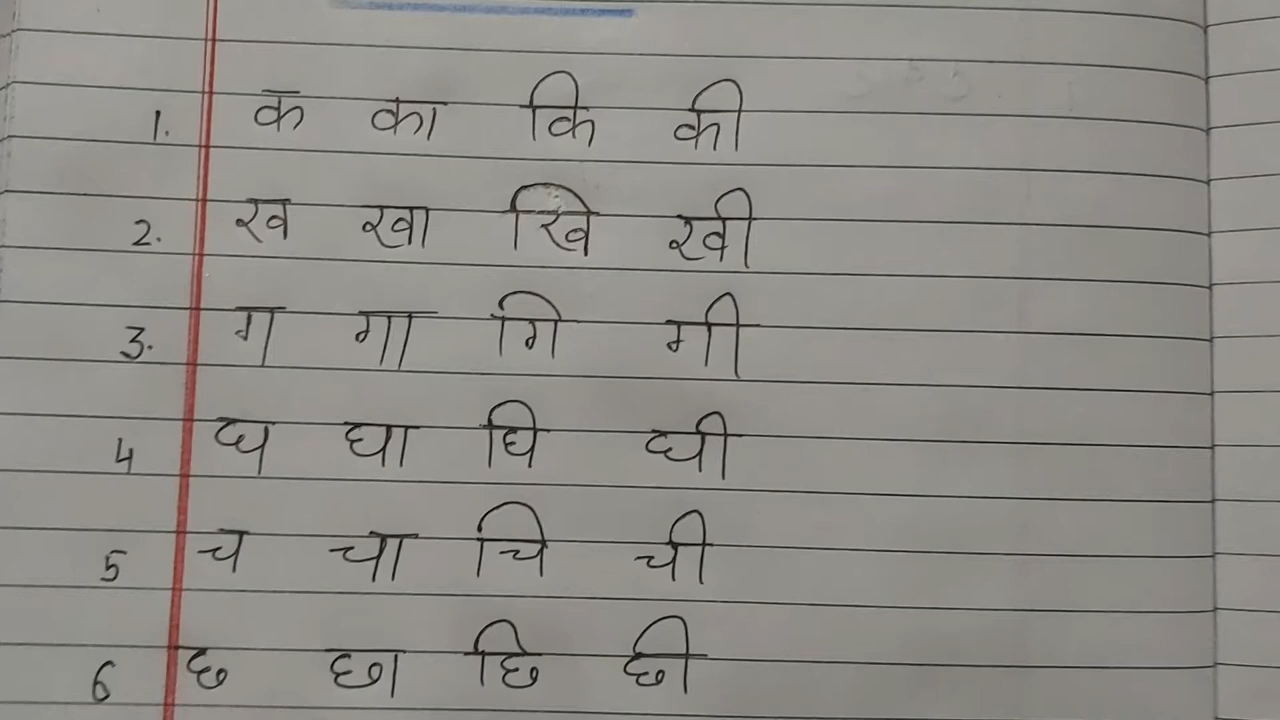 1. क का कि की
2. ख खा खि खी
3. ग गा गि गी
4 घ घा घि घी
5 च चा चि ची
6 छ छा छि छी